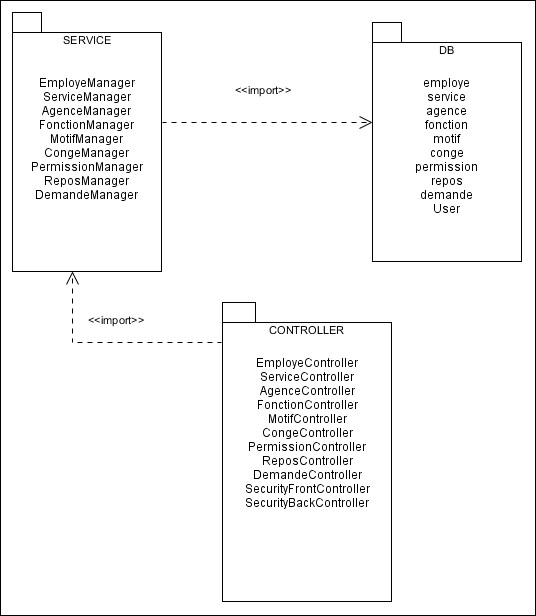 SERVICE
EmployeManager
ServiceManager
AgenceManager
FonctionManager
MotifManager
CongeManager
PermissionManager
ReposManager
DemandeManager
<<import>>
DB
employe
service
agence
fonction
motif
conge
permission
repos
demande
User
<<import>>
CONTROLLER
EmployeController
ServiceController
AgenceController
FonctionController
MotifController
CongeController
PermissionController
ReposController
DemandeController
SecurityFrontController
SecurityBackController